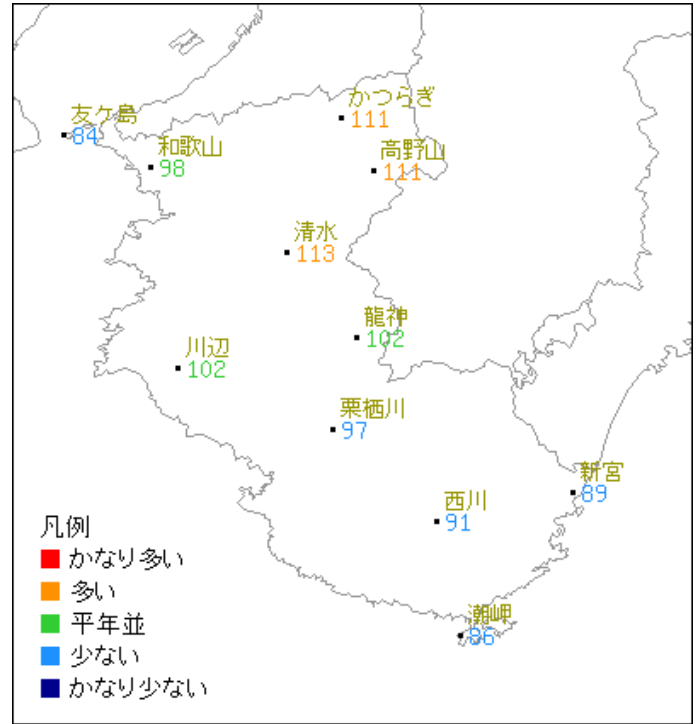 かつらぎ
111
友ケ島
84
和歌山
98
高野山
111
清水
113
龍神
102
川辺
102
栗栖川
97
新宮
89
西川
91
潮岬
86
凡例
かなり多い
多い
平年並
少ない
かなり少ない